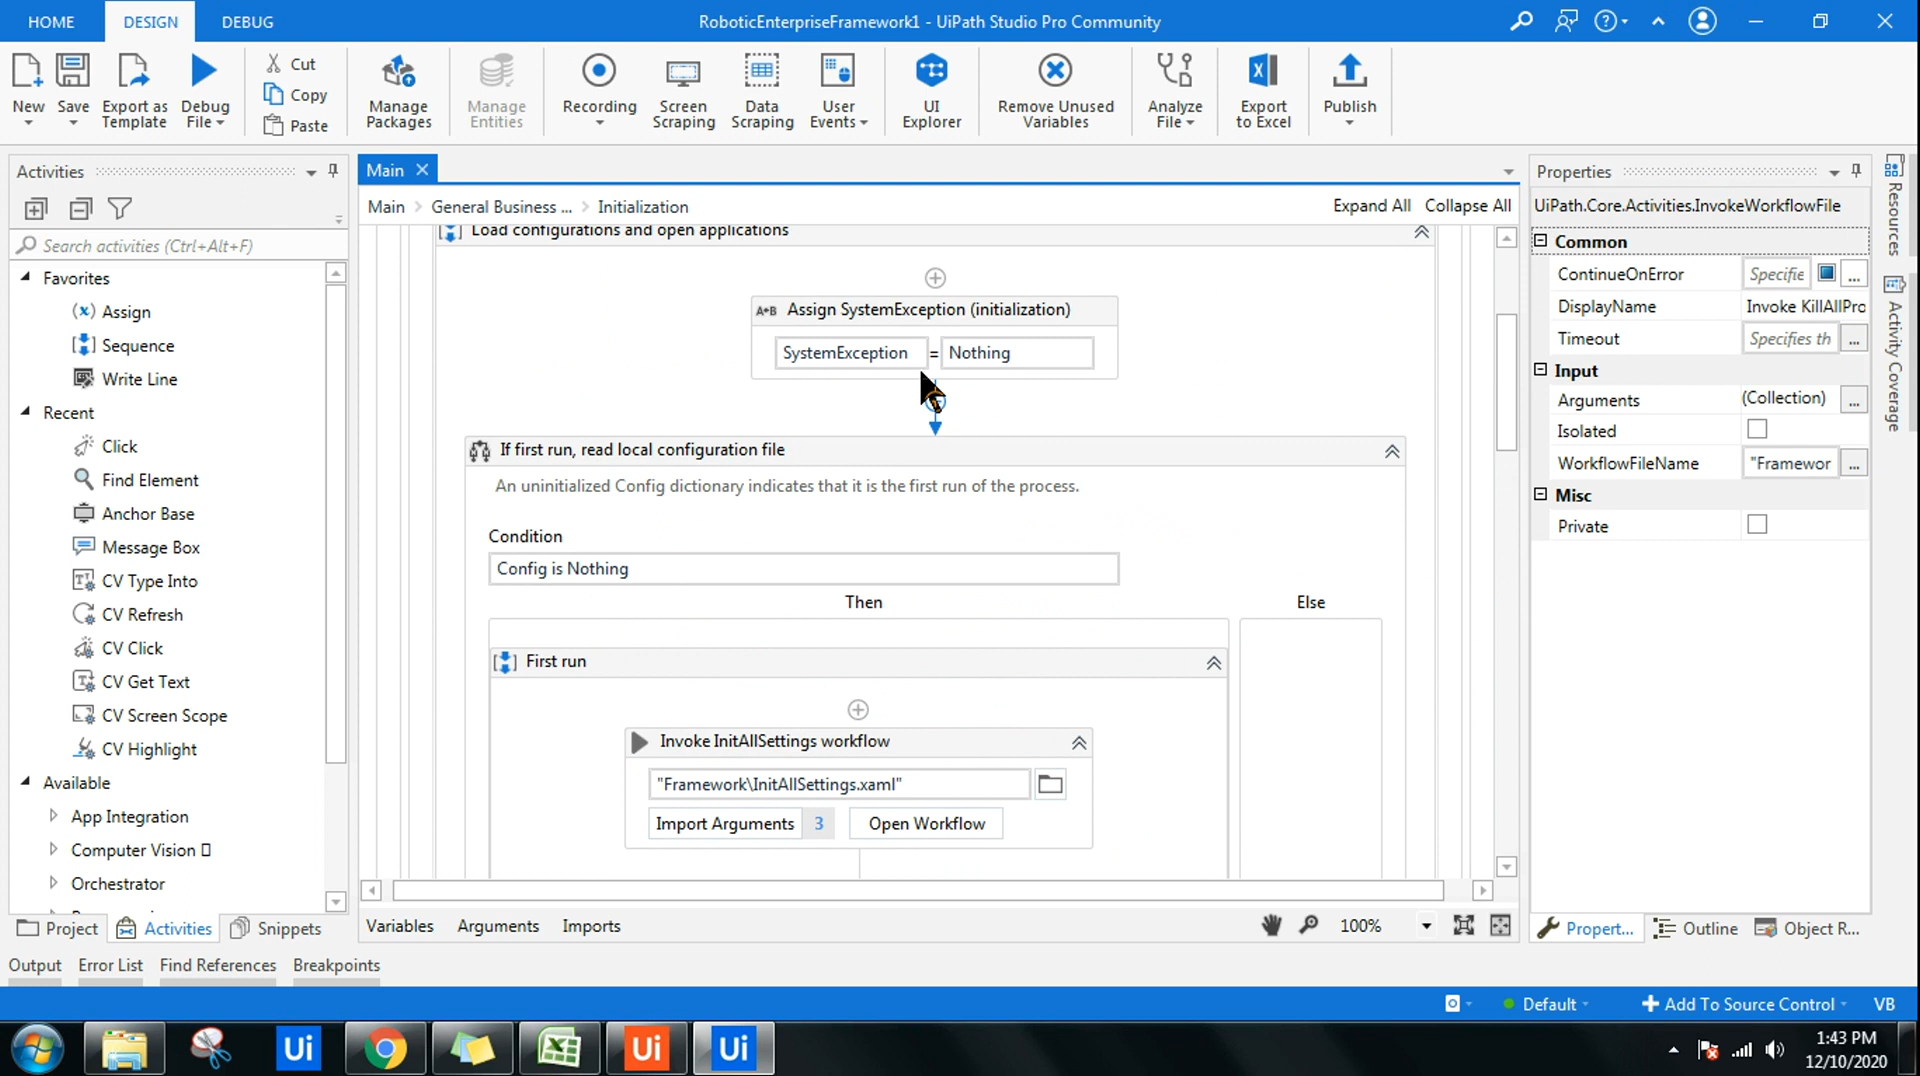 HOME DESIGN DEBUG RoboticEnterpriseFramework1 - UiPath Studio Pro Community
New
Save
Export as Template
Debug File
Cut
Copy
Paste
Manage Packages
Manage Entities
Recording
Screen Scraping
Data Scraping
User Events
UI Explorer
Remove Unused Variables
Analyze File
Export to Excel
Publish
Activities
Search activities (Ctrl+Alt+F)
Favorites
Assign
Sequence
Write Line
Recent
Click
Find Element
Anchor Base
Message Box
CV Type Into
CV Refresh
CV Click
CV Get Text
CV Screen Scope
CV Highlight
Available
App Integration
Computer Vision
Orchestrator
Project Activities Snippets
Main
Main > General Business ... > Initialization Expand All Collapse All
Load configurations and open applications
A+B Assign SystemException (initialization)
SystemException = Nothing
If first run, read local configuration file
An uninitialized Config dictionary indicates that it is the first run of the process.
Condition
Config is Nothing
Then Else
First run
Invoke InitAllSettings workflow
"Framework\InitAllSettings.xaml"
Import Arguments 3 Open Workflow
Variables Arguments Imports 100%
Properties
UiPath.Core.Activities.InvokeWorkflowFile
Common
ContinueOnError Specifie ...
DisplayName Invoke KillAllPro
Timeout Specifies th ...
Input
Arguments (Collection) ...
Isolated
WorkflowFileName "Framewor ...
Misc
Private
Propert... Outline Object R...
Resources
Activity Coverage
Output Error List Find References Breakpoints
Default Add To Source Control VB
Ui Ui Ui
1:43 PM
12/10/2020